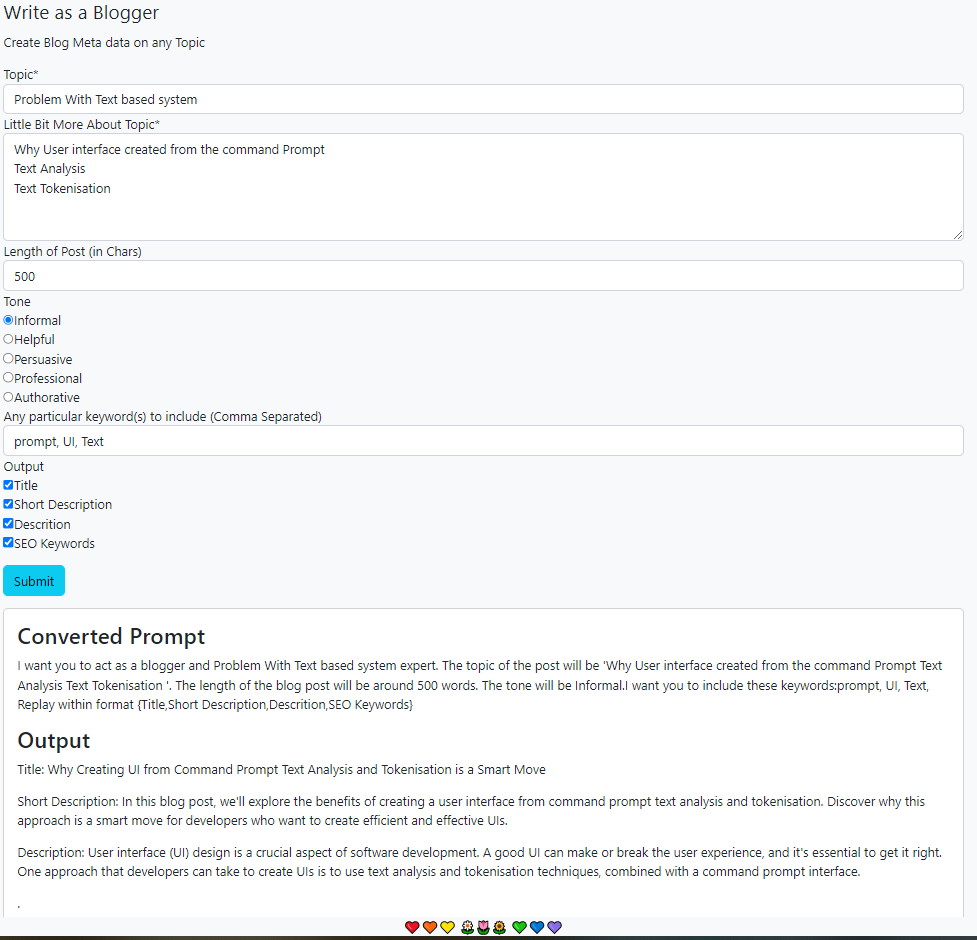 Write as a Blogger
Create Blog Meta data on any Topic
Topic*
Problem With Text based system
Little Bit More About Topic*
Why User interface created from the command Prompt
Text Analysis
Text Tokenisation
Length of Post (in Chars)
500
Tone
Informal
Helpful
Persuasive
Professional
Authorative
Any particular keyword(s) to include (Comma Separated)
prompt, UI, Text
Output
Title
Short Description
Descrition
SEO Keywords
Submit
Converted Prompt
I want you to act as a blogger and Problem With Text based system expert. The topic of the post will be 'Why User interface created from the command Prompt Text
Analysis Text Tokenisation '. The length of the blog post will be around 500 words. The tone will be Informal.I want you to include these keywords:prompt, UI, Text,
Replay within format {Title,Short Description,Descrition,SEO Keywords}
Output
Title: Why Creating UI from Command Prompt Text Analysis and Tokenisation is a Smart Move
Short Description: In this blog post, we'll explore the benefits of creating a user interface from command prompt text analysis and tokenisation. Discover why this
approach is a smart move for developers who want to create efficient and effective UIs.
Description: User interface (UI) design is a crucial aspect of software development. A good UI can make or break the user experience, and it's essential to get it right.
One approach that developers can take to create UIs is to use text analysis and tokenisation techniques, combined with a command prompt interface.
.